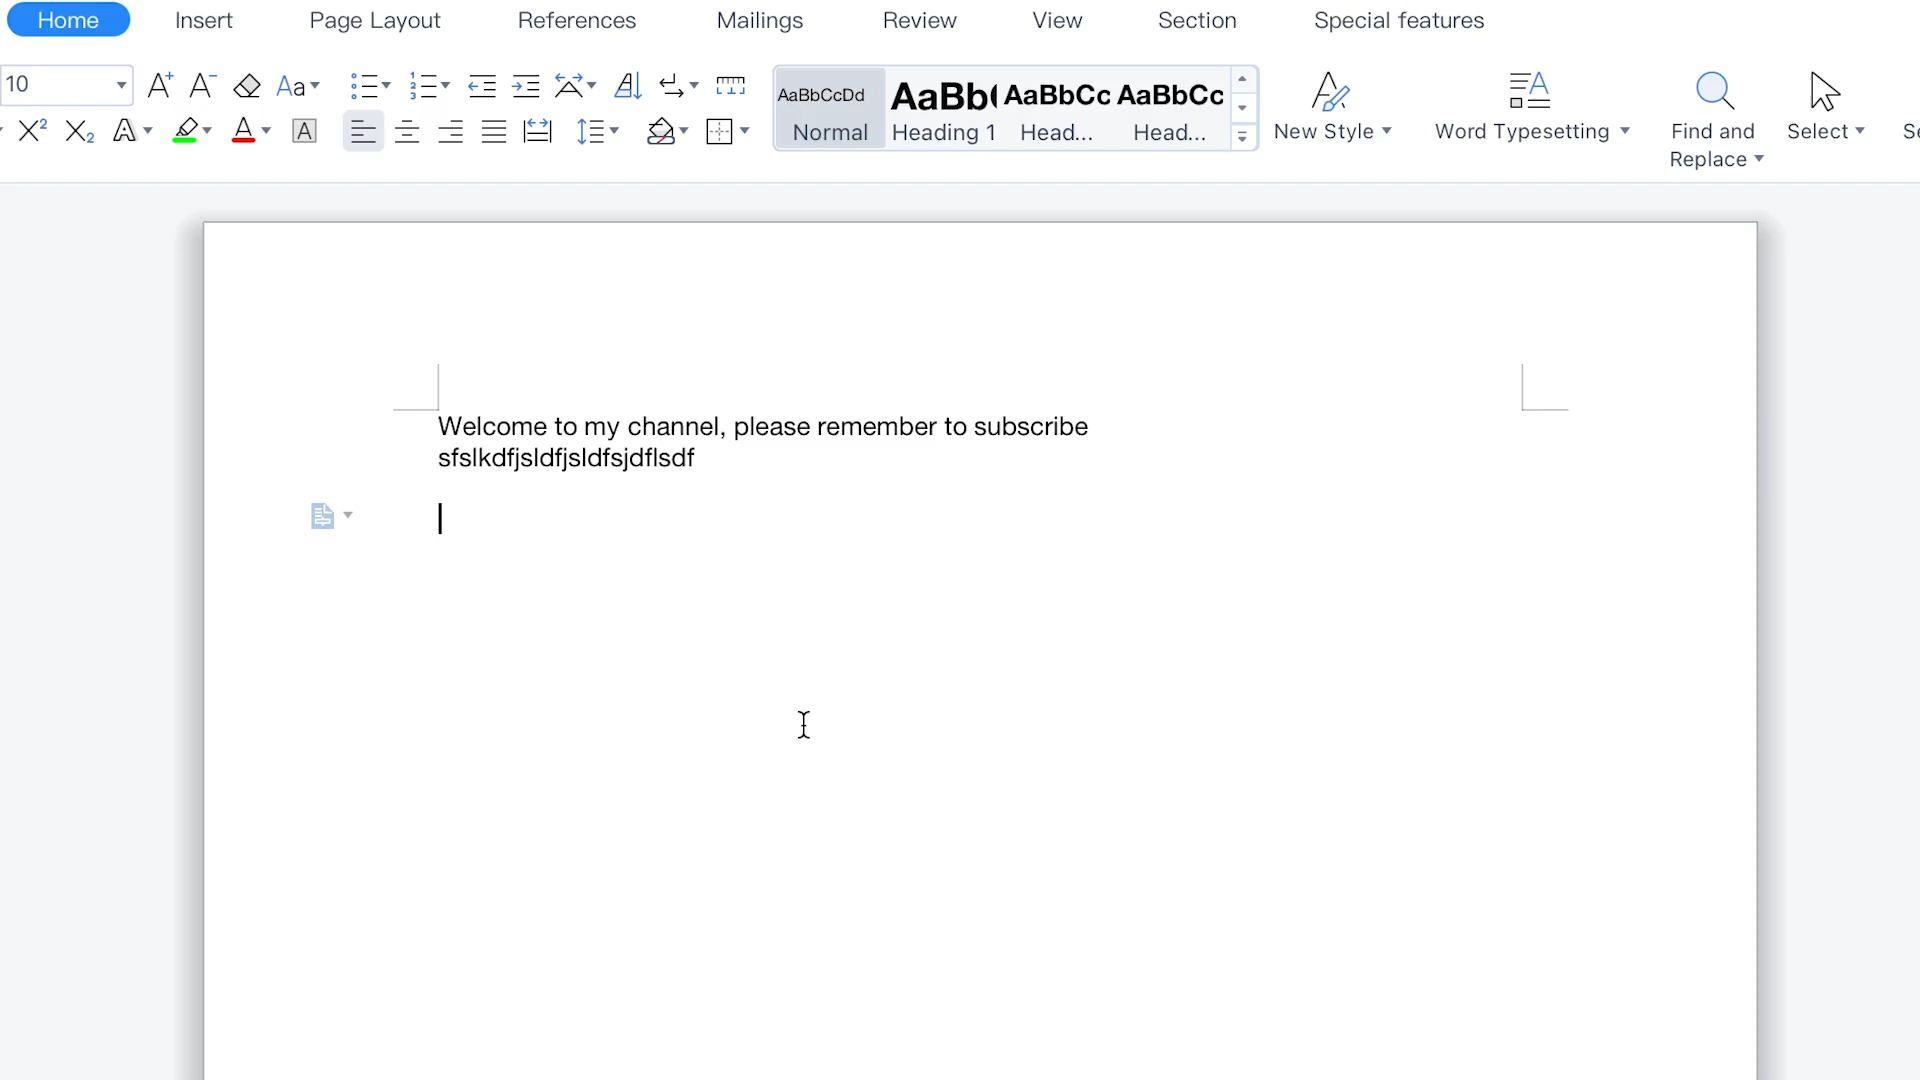 Home Insert Page Layout References Mailings Review View Section Special features
10
AaBbCcDd AaBb AaBbCc AaBbCc
Normal Heading 1 Head... Head... New Style Word Typesetting Find and Replace Select
Welcome to my channel, please remember to subscribe
sfslkdfjsldfjsldfsjdflsdf